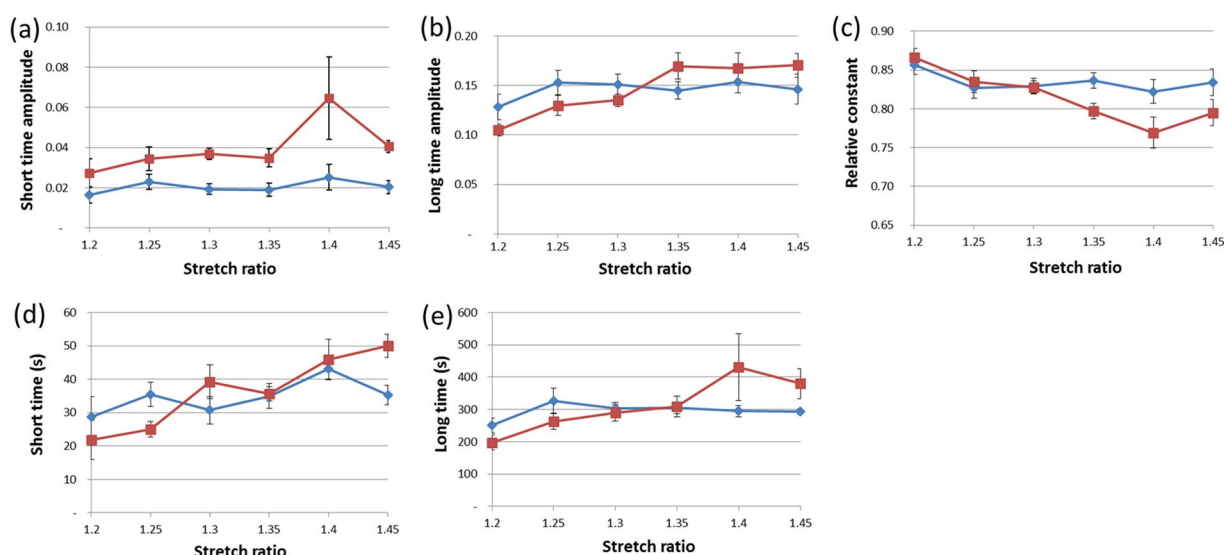 (a)
Short time amplitude
0.10
0.08
0.06
0.04
0.02
-
1.2 1.25 1.3 1.35 1.4 1.45
Stretch ratio
(b)
Long time amplitude
0.20
0.15
0.10
0.05
-
1.2 1.25 1.3 1.35 1.4 1.45
Stretch ratio
(c)
Relative constant
0.90
0.85
0.80
0.75
0.70
0.65
1.2 1.25 1.3 1.35 1.4 1.45
Stretch ratio
(d)
Short time (s)
60
50
40
30
20
10
-
1.2 1.25 1.3 1.35 1.4 1.45
Stretch ratio
(e)
Long time (s)
600
500
400
300
200
100
-
1.2 1.25 1.3 1.35 1.4 1.45
Stretch ratio